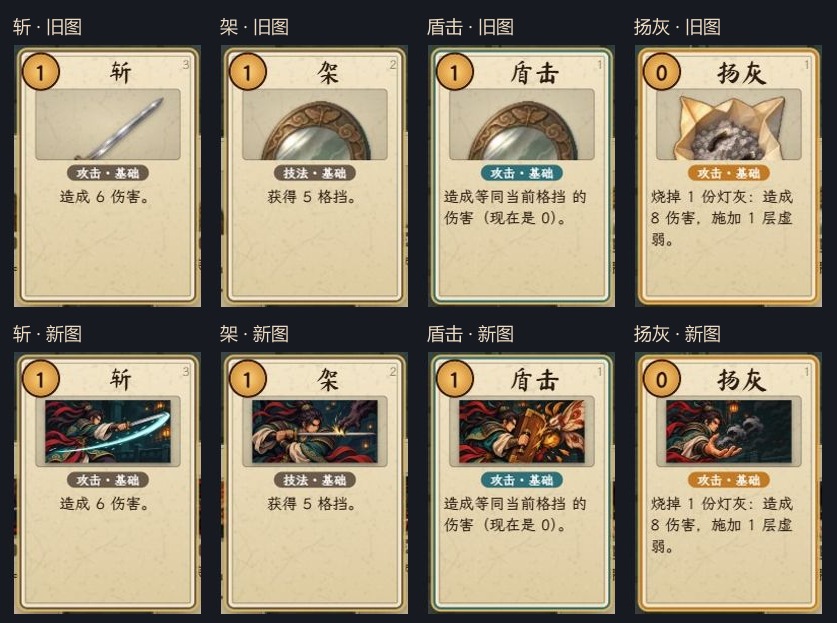 斩 · 旧图
架 · 旧图
盾击 · 旧图
扬灰 · 旧图
1
斩
3
攻击 · 基础
造成 6 伤害。
1
架
2
技法 · 基础
获得 5 格挡。
1
盾击
1
攻击 · 基础
造成等同当前格挡 的
伤害（现在是 0）。
0
扬灰
1
攻击 · 基础
烧掉 1 份灯灰：造成
8 伤害，施加 1 层虚
弱。
斩 · 新图
架 · 新图
盾击 · 新图
扬灰 · 新图
1
斩
3
攻击 · 基础
造成 6 伤害。
1
架
2
技法 · 基础
获得 5 格挡。
1
盾击
1
攻击 · 基础
造成等同当前格挡 的
伤害（现在是 0）。
0
扬灰
1
攻击 · 基础
烧掉 1 份灯灰：造成
8 伤害，施加 1 层虚
弱。